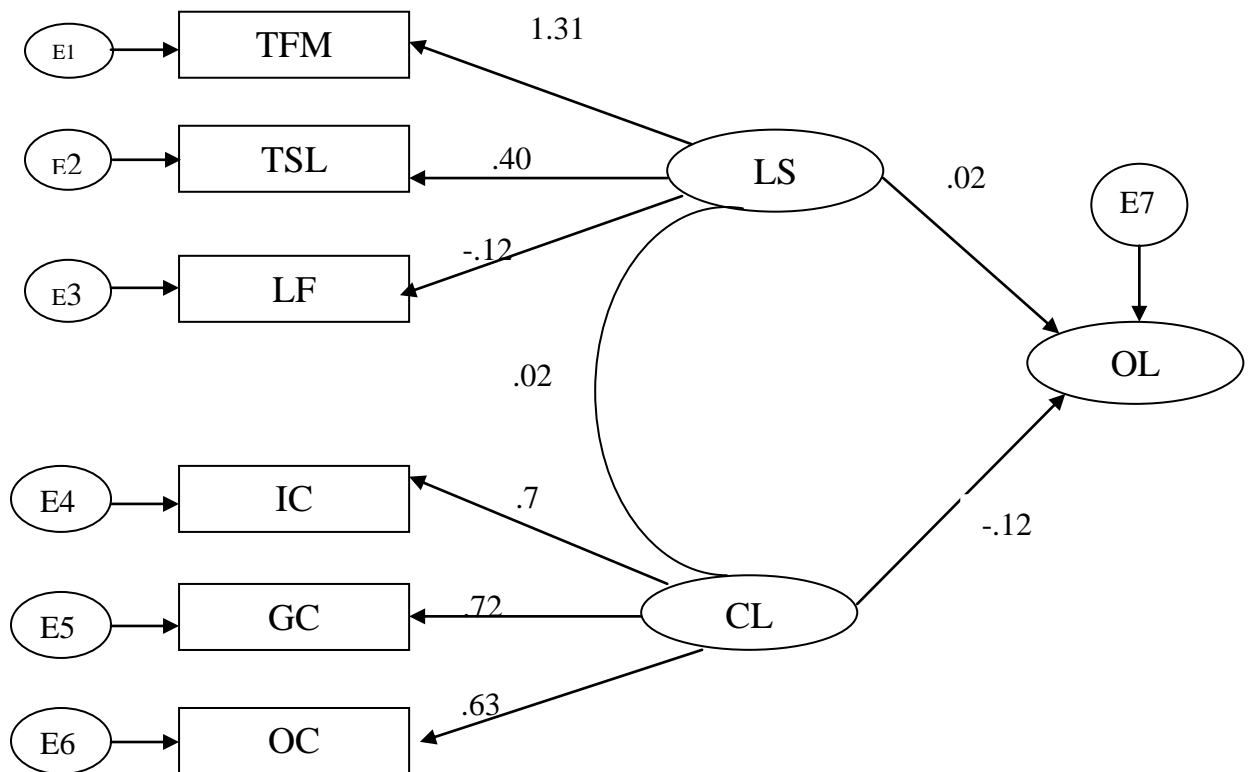 E1
TFM
1.31
E2
TSL
.40
LS
.02
E7
E3
LF
-.12
.02
OL
E4
IC
.7
-.12
E5
GC
.72
CL
E6
OC
.63